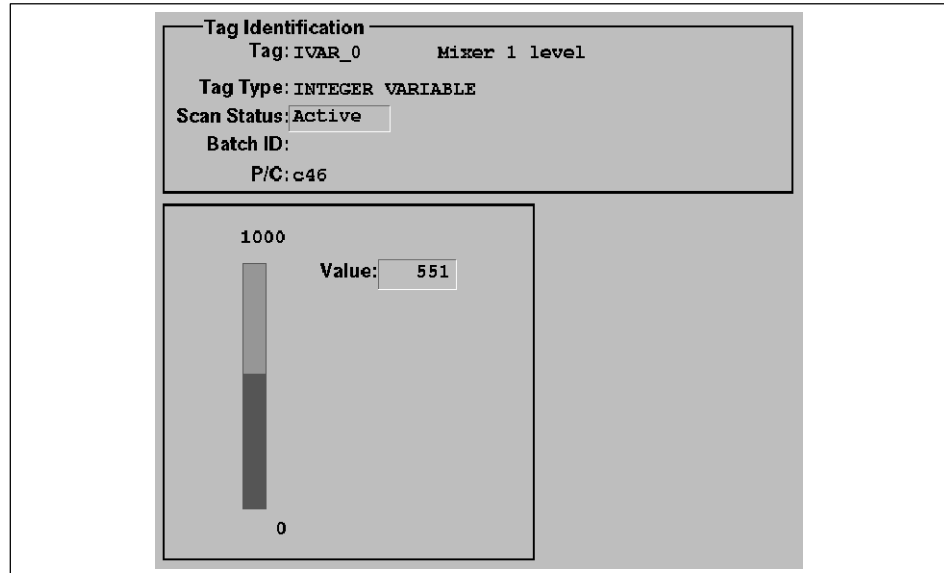 Tag Identification
Tag: IVAR_0 Mixer 1 level
Tag Type: INTEGER VARIABLE
Scan Status: Active
Batch ID:
P/C: c46
1000
Value: 551
0